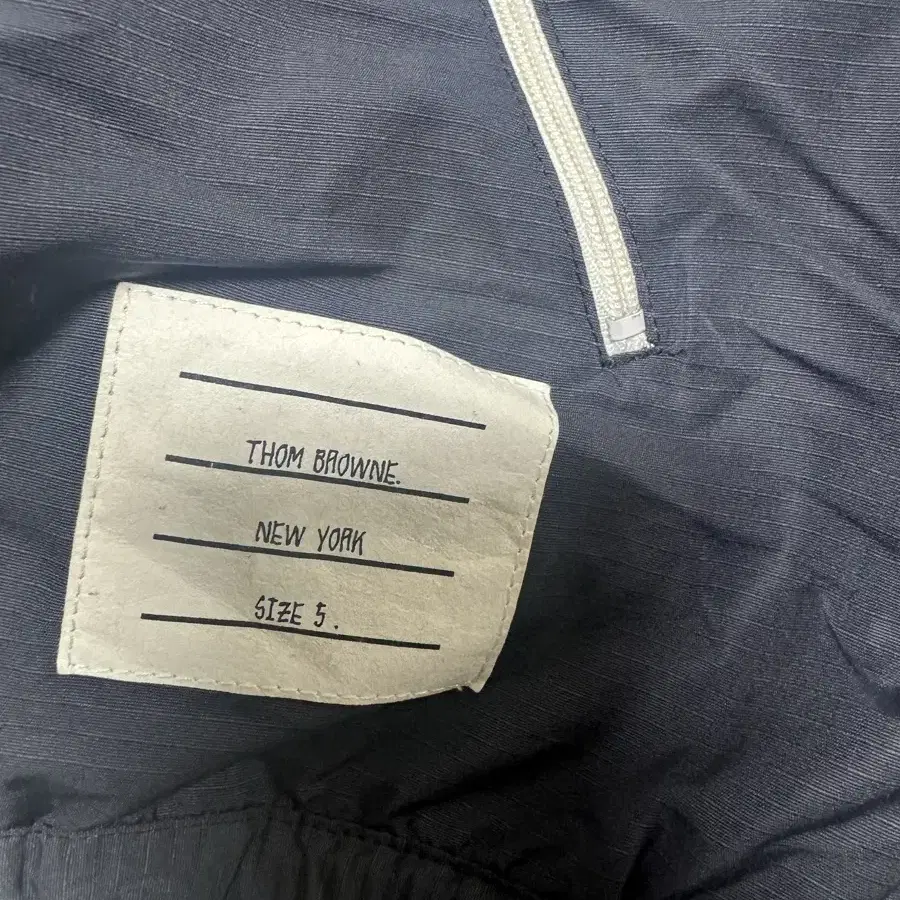 THOM BROWNE.
NEW YORK
SIZE 5.